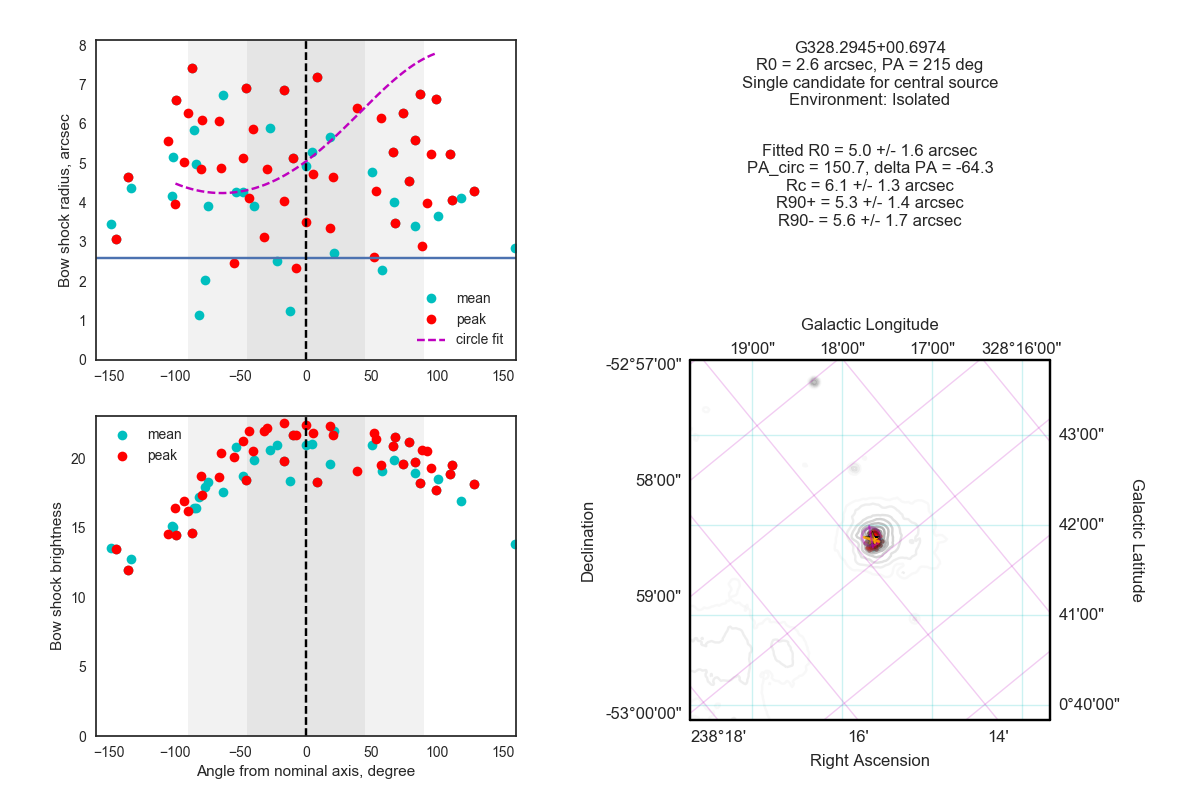 8
7
6
5
4
3
2
1
0
Bow shock radius, arcsec
mean
peak
circle fit
−150
−100
−50
0
50
100
150
20
15
10
5
0
Bow shock brightness
mean
peak
−150
−100
−50
0
50
100
150
Angle from nominal axis, degree
G328.2945+00.6974
R0 = 2.6 arcsec, PA = 215 deg
Single candidate for central source
Environment: Isolated
Fitted R0 = 5.0 +/- 1.6 arcsec
PA_circ = 150.7, delta PA = -64.3
Rc = 6.1 +/- 1.3 arcsec
R90+ = 5.3 +/- 1.4 arcsec
R90- = 5.6 +/- 1.7 arcsec
Galactic Longitude
19'00" 18'00" 17'00" 328°16'00"
-52°57'00"
58'00"
59'00"
-53°00'00"
Declination
43'00"
42'00"
41'00"
0°40'00"
Galactic Latitude
238°18' 16' 14'
Right Ascension